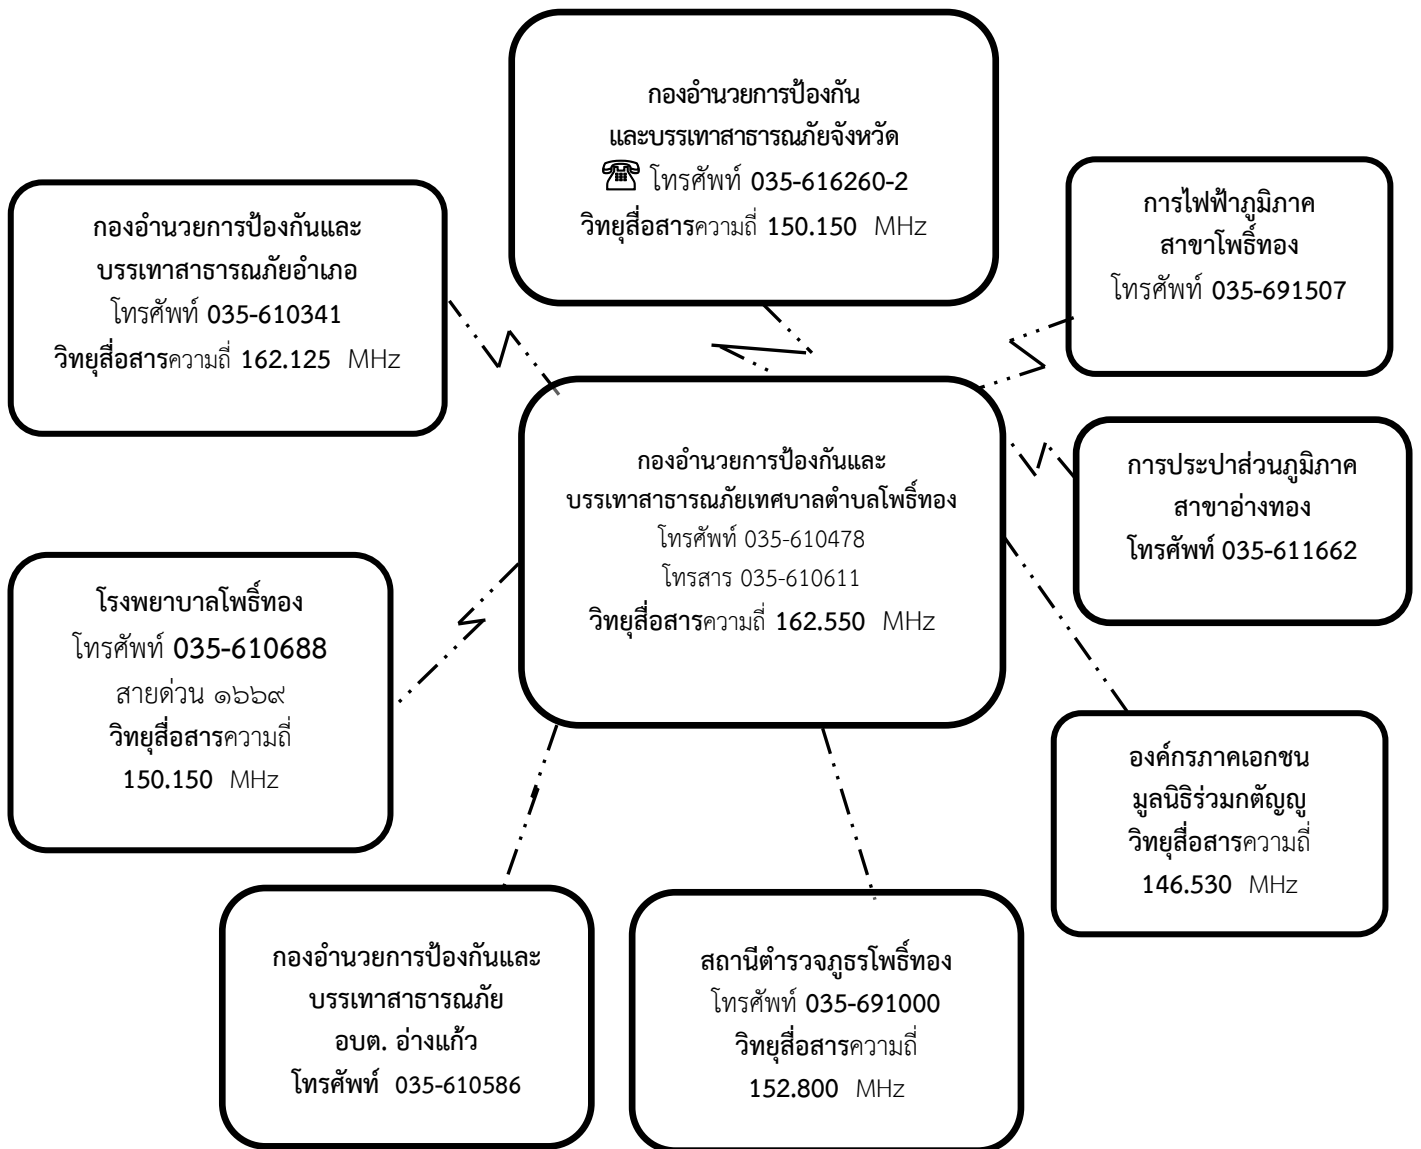 กองอำนวยการป้องกัน
และบรรเทาสาธารณภัยจังหวัด
โทรศัพท์ 035-616260-2
วิทยุสื่อสารความถี่ 150.150 MHz
กองอำนวยการป้องกันและ
บรรเทาสาธารณภัยอำเภอ
โทรศัพท์ 035-610341
วิทยุสื่อสารความถี่ 162.125 MHz
การไฟฟ้าภูมิภาค
สาขาโพธิ์ทอง
โทรศัพท์ 035-691507
กองอำนวยการป้องกันและ
บรรเทาสาธารณภัยเทศบาลตำบลโพธิ์ทอง
โทรศัพท์ 035-610478
โทรสาร 035-610611
วิทยุสื่อสารความถี่ 162.550 MHz
การประปาส่วนภูมิภาค
สาขาอ่างทอง
โทรศัพท์ 035-611662
โรงพยาบาลโพธิ์ทอง
โทรศัพท์ 035-610688
สายด่วน ๑๖๖๙
วิทยุสื่อสารความถี่
150.150 MHz
องค์กรภาคเอกชน
มูลนิธิร่วมกตัญญู
วิทยุสื่อสารความถี่
146.530 MHz
กองอำนวยการป้องกันและ
บรรเทาสาธารณภัย
อบต. อ่างแก้ว
โทรศัพท์ 035-610586
สถานีตำรวจภูธรโพธิ์ทอง
โทรศัพท์ 035-691000
วิทยุสื่อสารความถี่
152.800 MHz